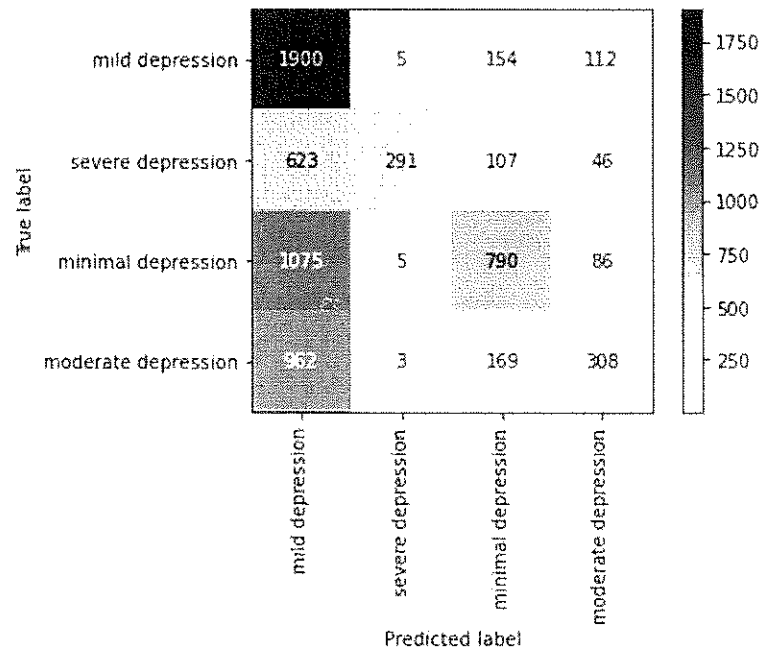 mild depression 1900 5 154 112
severe depression 623 291 107 46
minimal depression 1075 5 790 86
moderate depression 962 3 169 308
True label
mild depression
severe depression
minimal depression
moderate depression
Predicted label
1750
1500
1250
1000
750
500
250